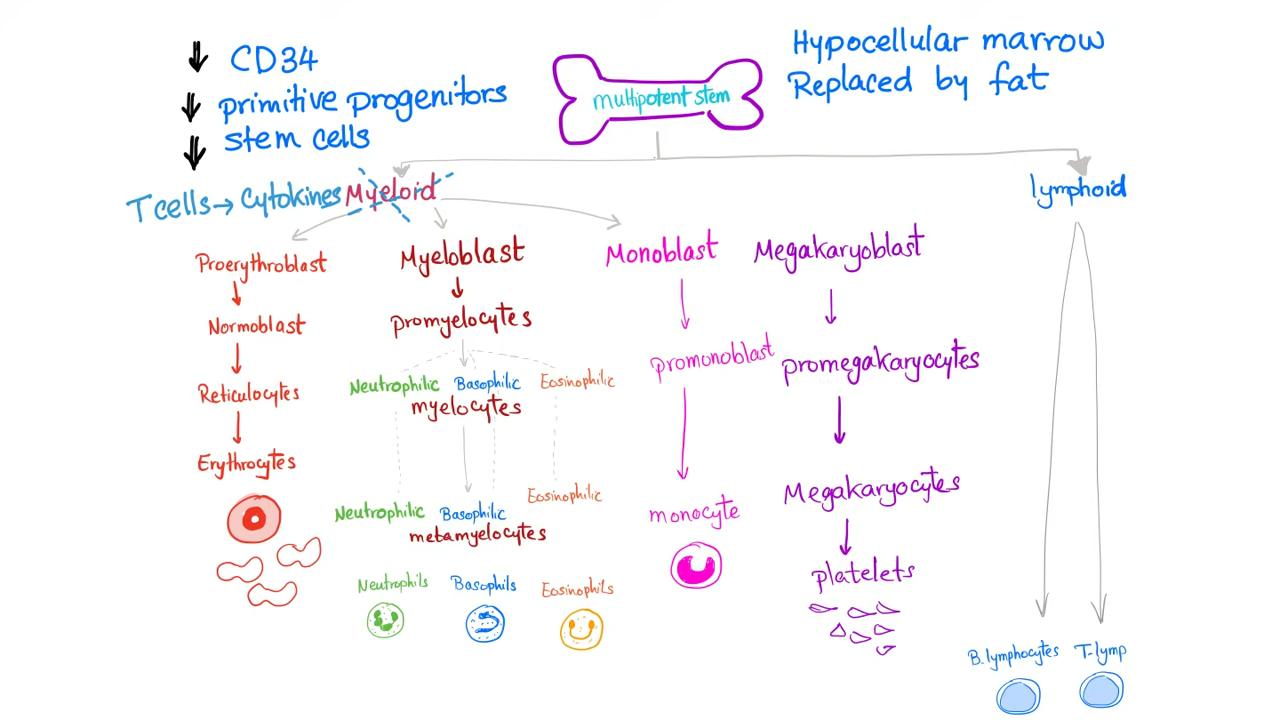 CD34
primitive progenitors
stem cells
Hypocellular marrow
Replaced by fat
multipotent stem
T cells → Cytokines
Myeloid
lymphoid
Proerythroblast
Normoblast
Reticulocytes
Erythrocytes
Myeloblast
promyelocytes
Neutrophilic Basophilic Eosinophilic
myelocytes
Eosinophilic
Neutrophilic Basophilic
metamyelocytes
Neutrophils Basophils Eosinophils
Monoblast
promonoblast
monocyte
Megakaryoblast
promegakaryocytes
Megakaryocytes
platelets
B.lymphocytes T-lymp